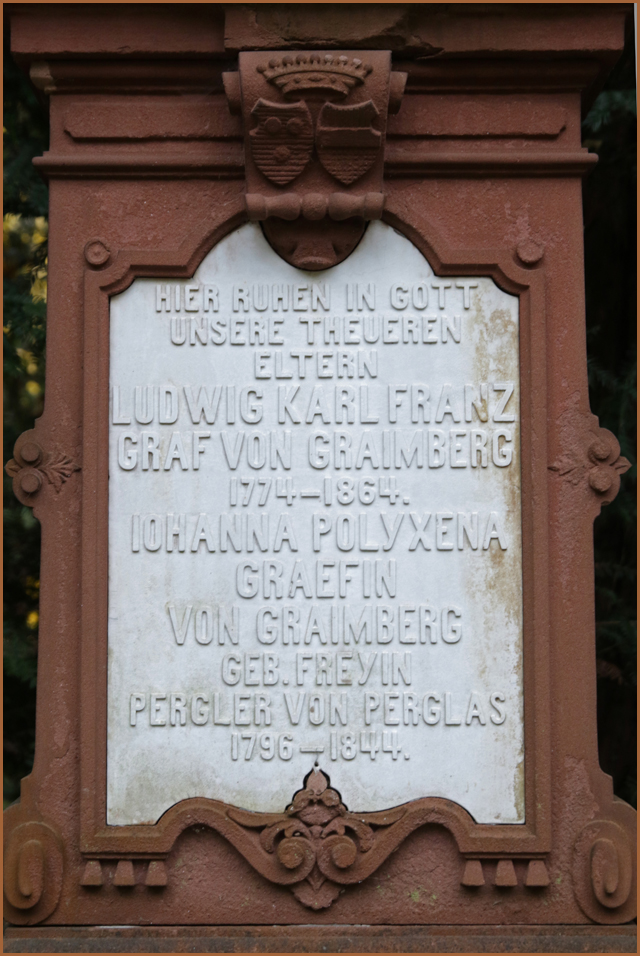 HIER RUHEN IN GOTT
UNSERE THEUEREN
ELTERN
LUDWIG KARL FRANZ
GRAF VON GRAIMBERG
1774–1864.
IOHANNA POLYXENA
GRAEFIN
VON GRAIMBERG
GEB. FREYIN
PERGLER VON PERGLAS
1796–1844.